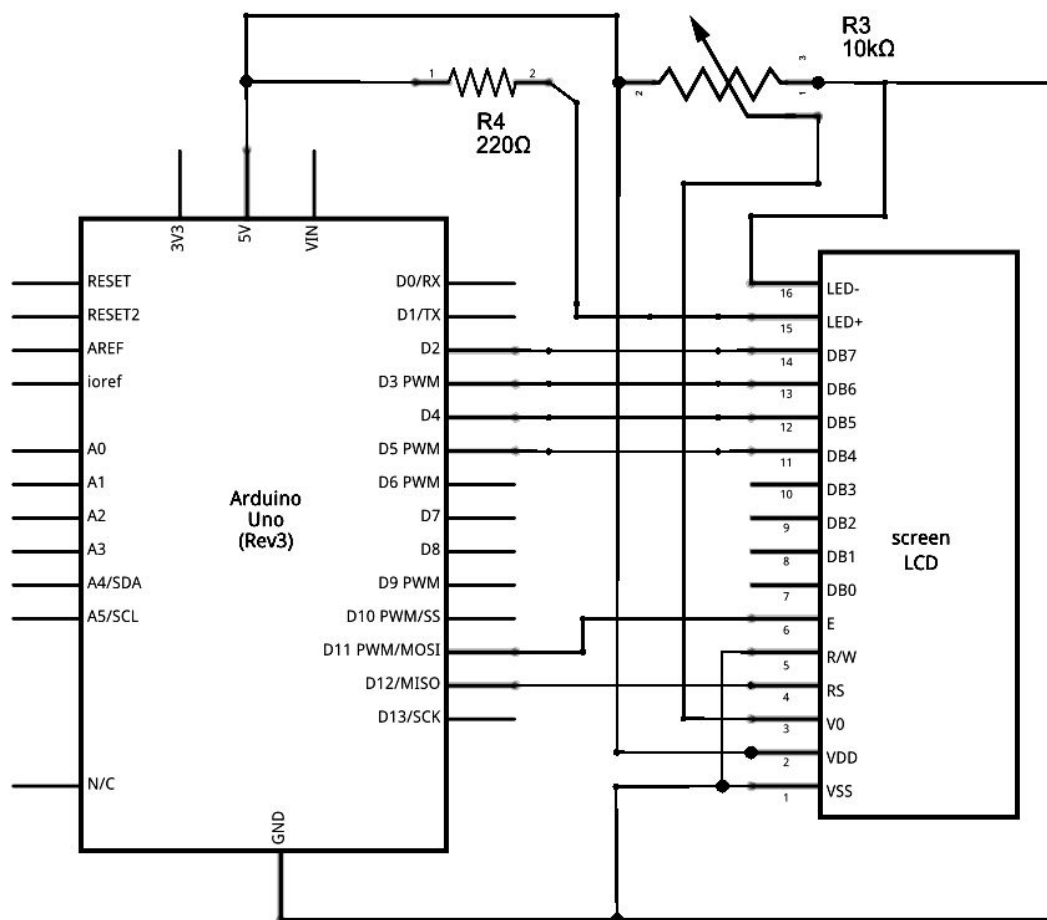 R3
10kΩ
3
1
2
1
2
R4
220Ω
3V3
5V
VIN
RESET
RESET2
AREF
ioref
A0
A1
A2
A3
A4/SDA
A5/SCL
N/C
Arduino
Uno
(Rev3)
D0/RX
D1/TX
D2
D3 PWM
D4
D5 PWM
D6 PWM
D7
D8
D9 PWM
D10 PWM/SS
D11 PWM/MOSI
D12/MISO
D13/SCK
GND
16 LED-
15 LED+
14 DB7
13 DB6
12 DB5
11 DB4
10 DB3
9 DB2
8 DB1
7 DB0
6 E
5 R/W
4 RS
3 V0
2 VDD
1 VSS
screen
LCD